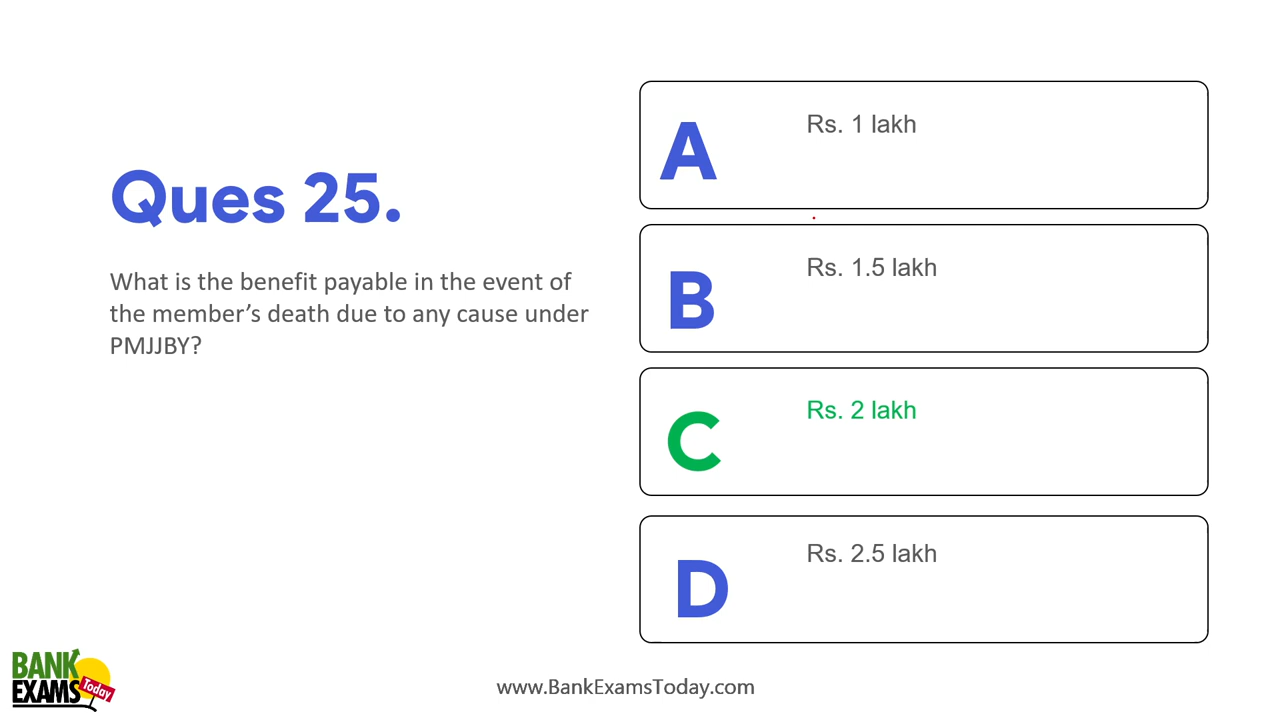 Ques 25.
What is the benefit payable in the event of
the member’s death due to any cause under
PMJJBY?
A
Rs. 1 lakh
B
Rs. 1.5 lakh
C
Rs. 2 lakh
D
Rs. 2.5 lakh
BANK
EXAMS
Today
www.BankExamsToday.com